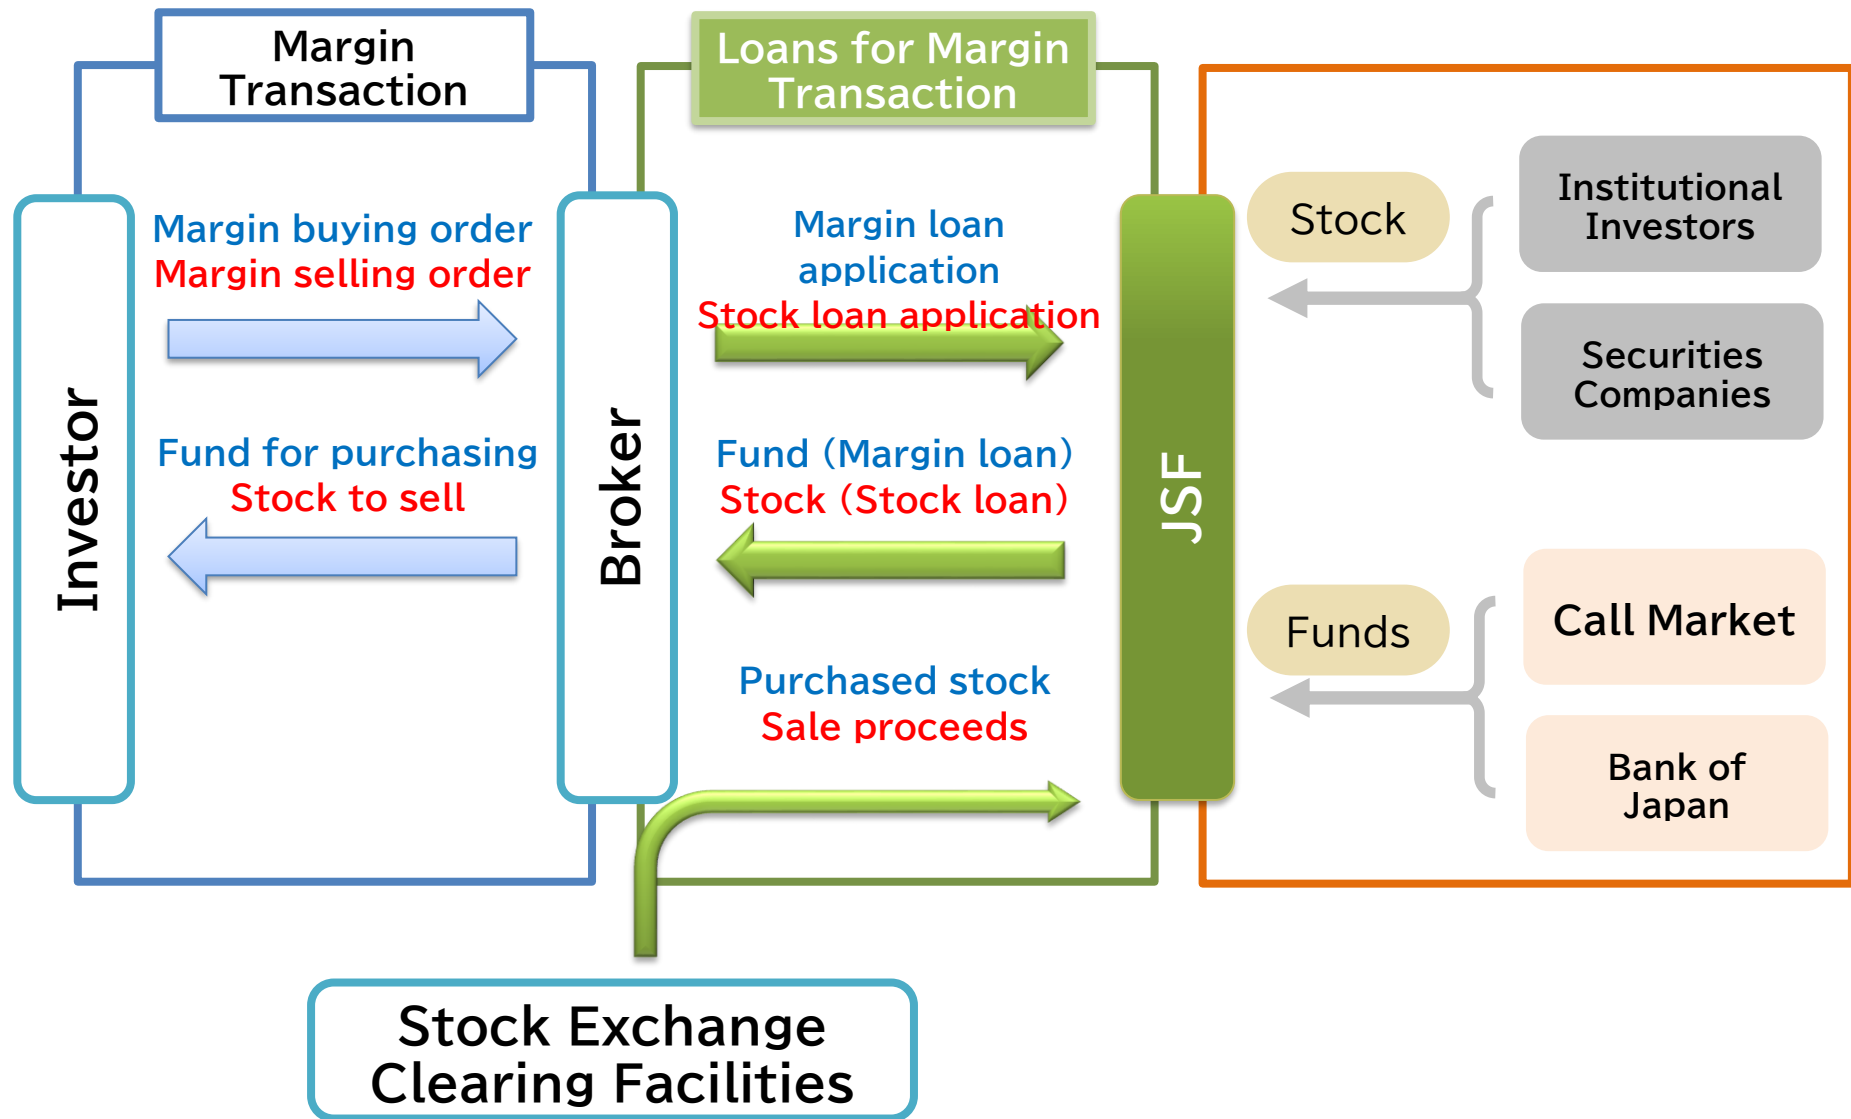 Margin
Transaction
Loans for Margin
Transaction
Investor
Margin buying order
Margin selling order
Fund for purchasing
Stock to sell
Broker
Margin loan
application
Stock loan application
Fund (Margin loan)
Stock (Stock loan)
Purchased stock
Sale proceeds
JSF
Stock
Institutional
Investors
Securities
Companies
Funds
Call Market
Bank of
Japan
Stock Exchange
Clearing Facilities